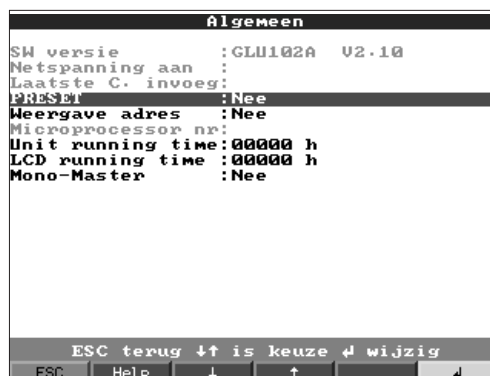 Algemeen
SW versie :GLU102A V2.10
Netspanning aan :
Laatste C. invoeg:
PRESET :Nee
Weergave adres :Nee
Microprocessor nr:
Unit running time:00000 h
LCD running time :00000 h
Mono-Master :Nee
ESC terug ↓↑ is keuze ↲ wijzig
ESC Help ↓ ↑ ↲